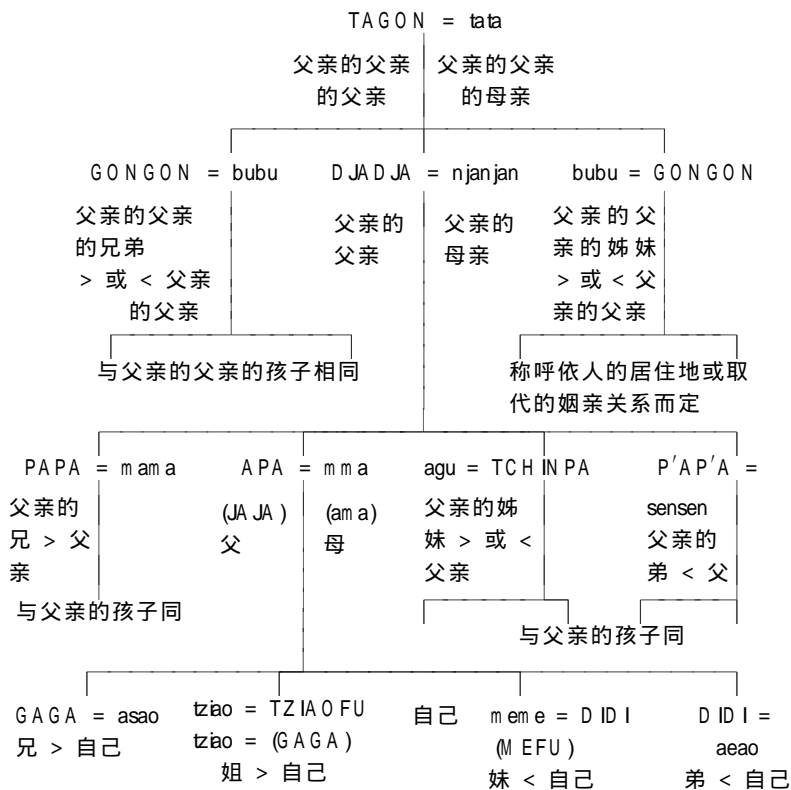 TAGON = tata
父亲的父亲 父亲的父亲
的父亲 的母亲
GONGON = bubu DJADJA = njanjan bubu = GONGON
父亲的父亲
的兄弟
> 或 < 父亲
的父亲
父亲的
父亲
父亲的
母亲
父亲的父
亲的姊妹
> 或 < 父
亲的父亲
与父亲的父亲的孩子相同
称呼依人的居住地或取
代的姻亲关系而定
PAPA = mama APA = mma agu = TCHINPA P′AP′A =
父亲的
兄 > 父
亲
(JAJA) (ama)
父 母
父亲的姊
妹 > 或 <
父亲
sensen
父亲的
弟 < 父
与父亲的孩子同
与父亲的孩子同
GAGA = asao
兄 > 自己
tziao = TZIAOFU
tziao = (GAGA)
姐 > 自己
自己
meme = DIDI
(MEFU)
妹 < 自己
DIDI =
aeao
弟 < 自己